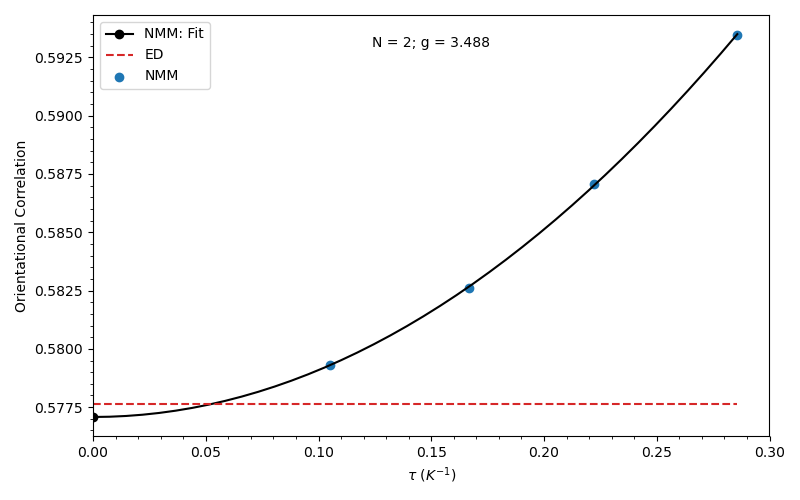 NMM: Fit
ED
NMM
N = 2; g = 3.488
Orientational Correlation
0.5925
0.5900
0.5875
0.5850
0.5825
0.5800
0.5775
0.00 0.05 0.10 0.15 0.20 0.25 0.30
τ (K⁻¹)